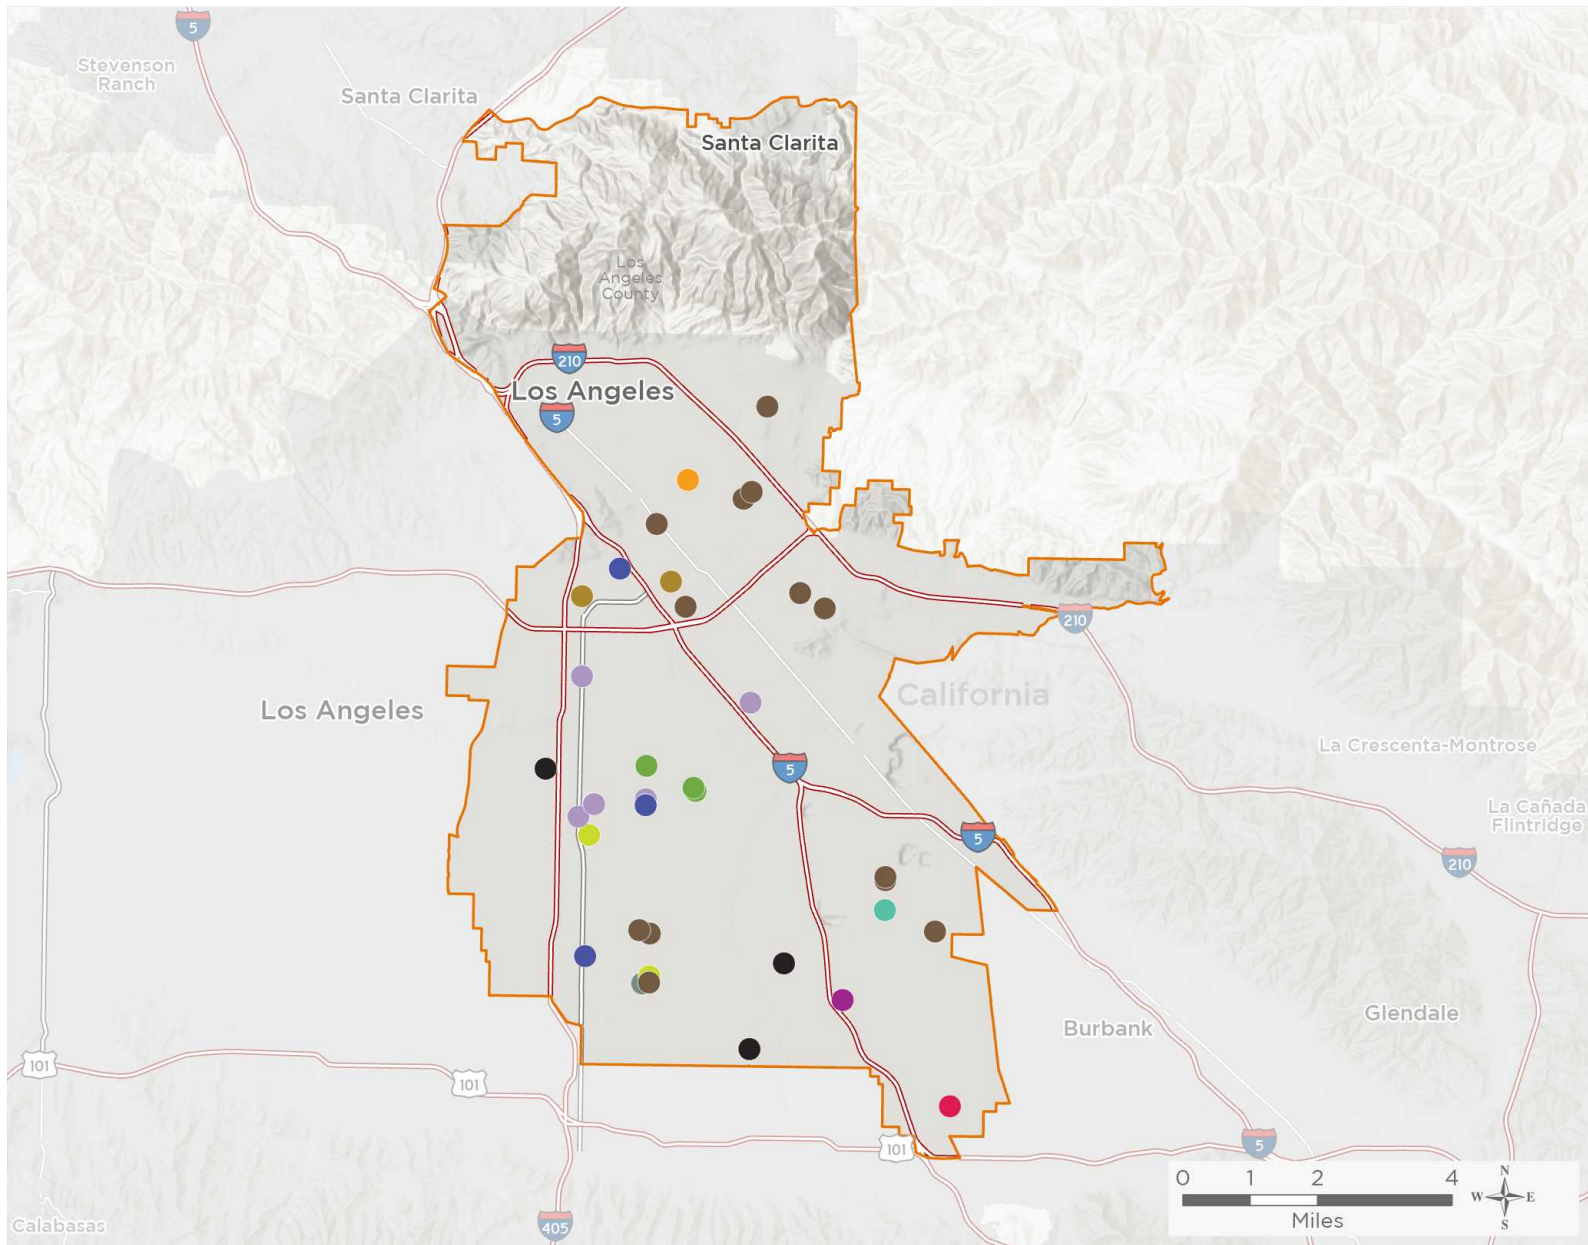 5
Stevenson
Ranch
Santa Clarita
Santa Clarita
Los
Angeles
County
210
Los Angeles
5
210
California
Los Angeles
La Crescenta-Montrose
5
La Cañada
Flintridge
5
210
Glendale
Burbank
101
101
5
101
0 1 2 4
Miles
N
W E
S
Calabasas
405